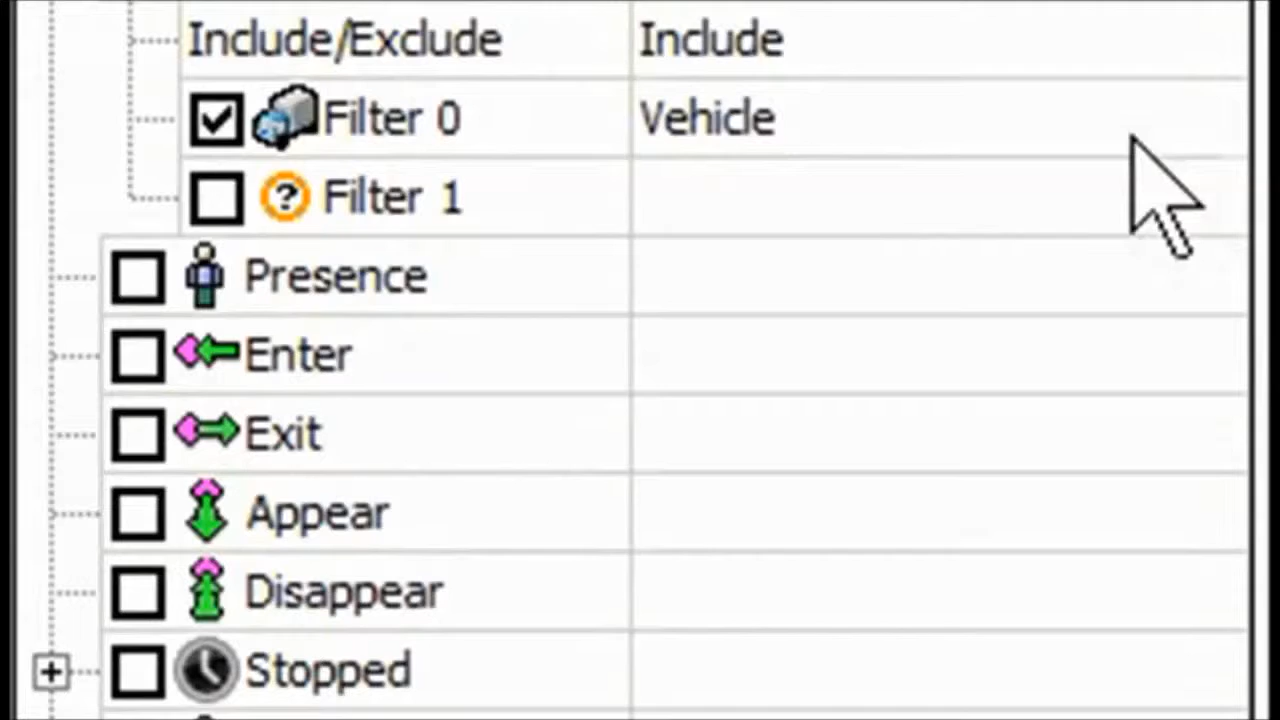 Include/Exclude Include
Filter 0 Vehicle
Filter 1
Presence
Enter
Exit
Appear
Disappear
Stopped